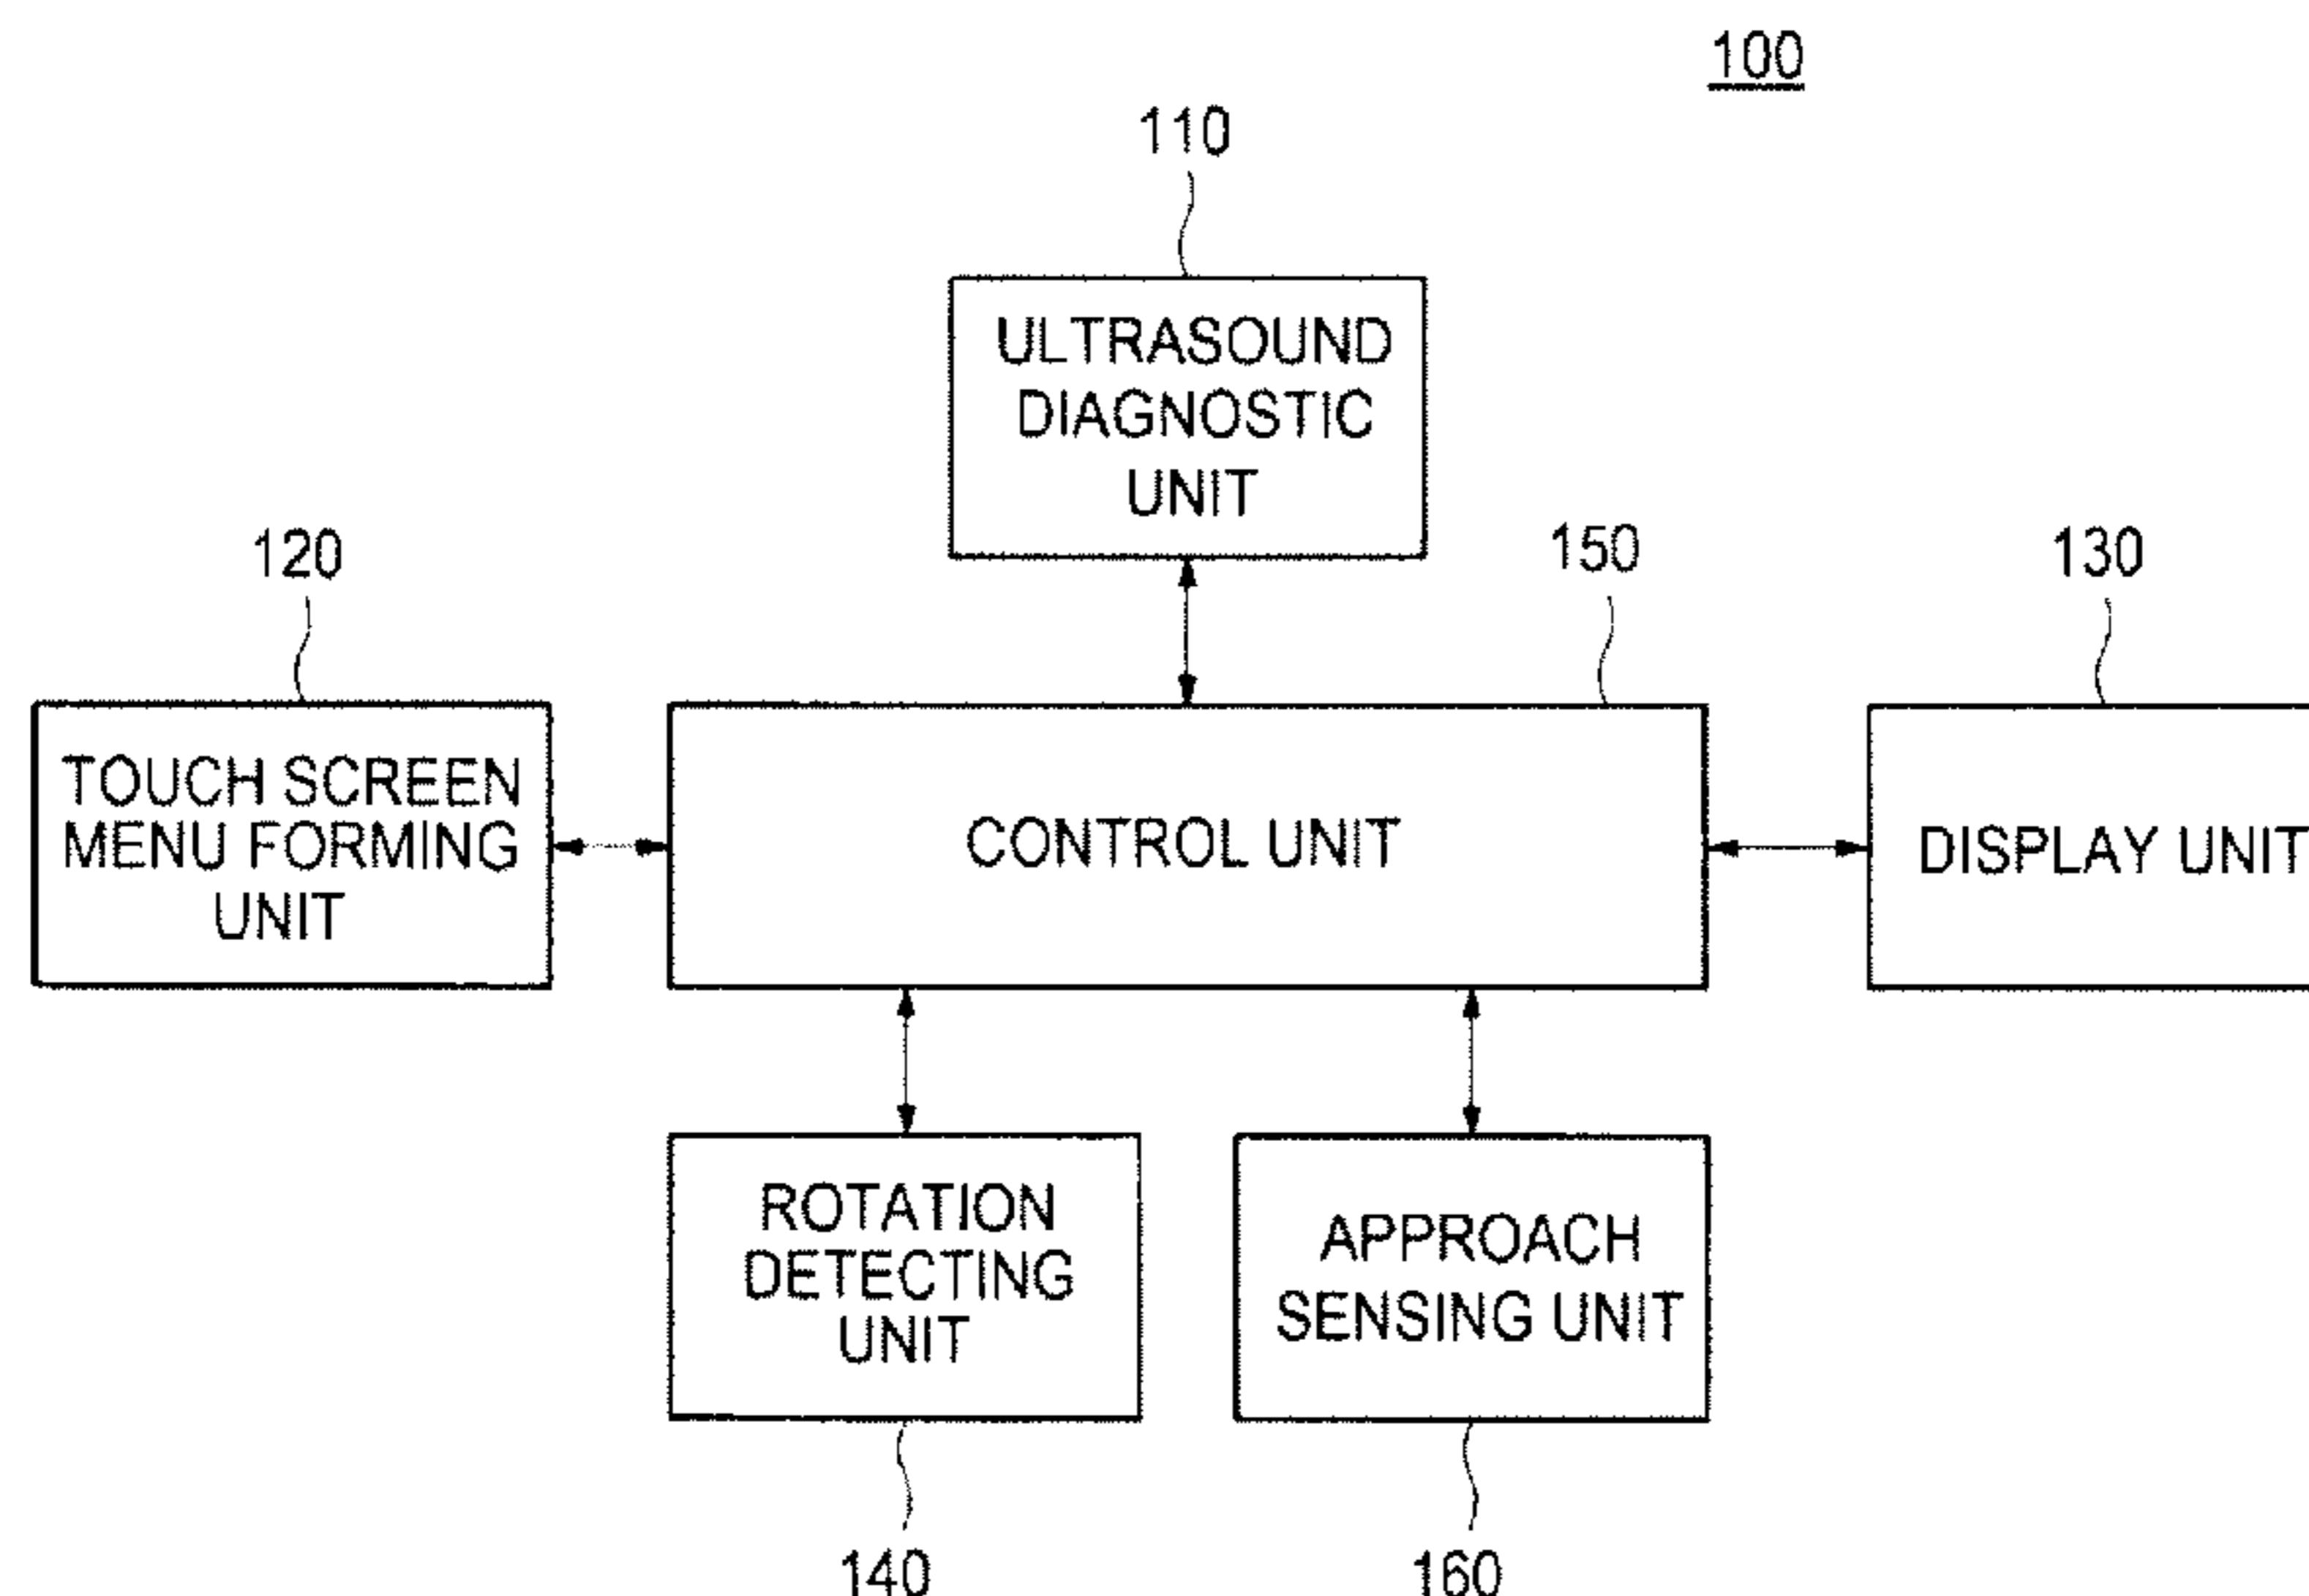 100
110
ULTRASOUND
DIAGNOSTIC
UNIT
120
150
130
TOUCH SCREEN
MENU FORMING
UNIT
CONTROL UNIT
DISPLAY UNIT
ROTATION
DETECTING
UNIT
APPROACH
SENSING UNIT
140
160